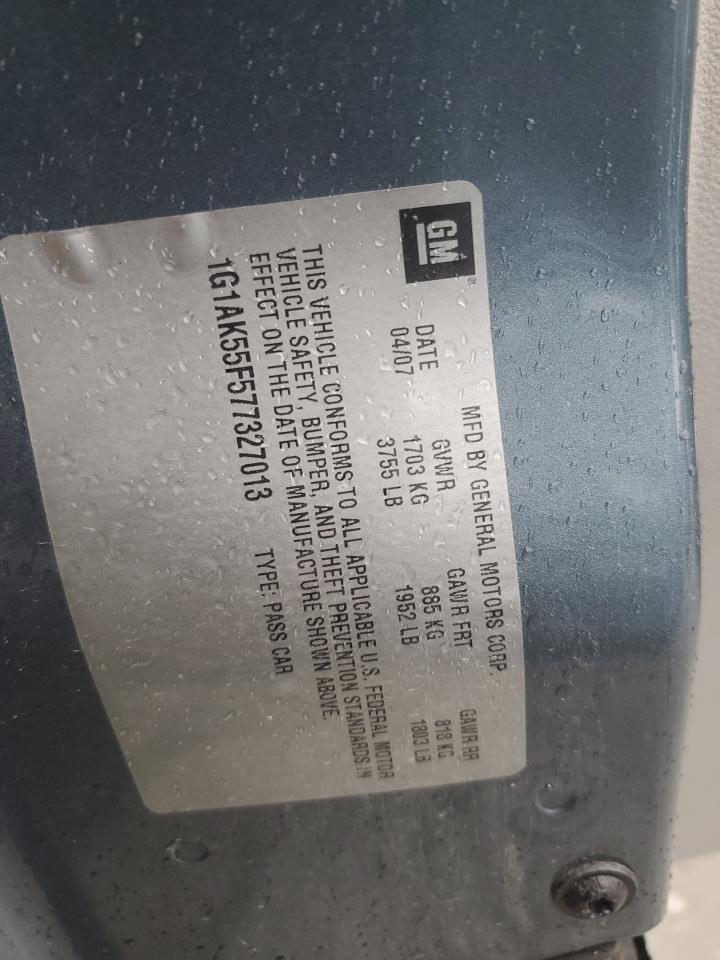 GM®
MFD BY GENERAL MOTORS CORP.
DATE GVWR GAWR FRT GAWR RR
04/07 1703 KG 885 KG 818 KG
3755 LB 1952 LB 1803 LB
THIS VEHICLE CONFORMS TO ALL APPLICABLE U.S. FEDERAL MOTOR
VEHICLE SAFETY, BUMPER, AND THEFT PREVENTION STANDARDS IN
EFFECT ON THE DATE OF MANUFACTURE SHOWN ABOVE.
1G1AK55F577327013 TYPE: PASS CAR